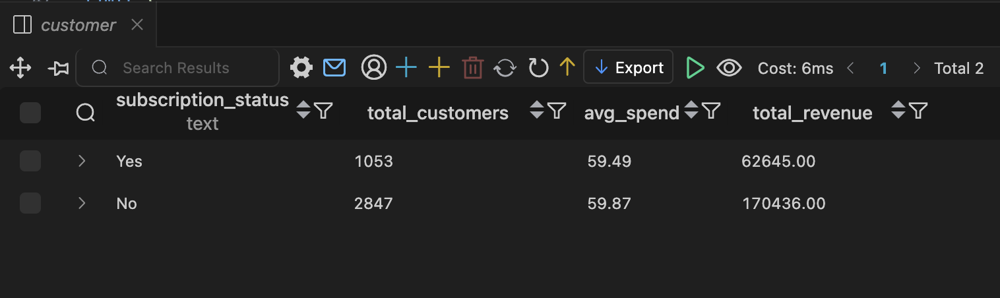 customer
Search Results
Export
Cost: 6ms
1
Total 2
subscription_status total_customers avg_spend total_revenue
text
Yes 1053 59.49 62645.00
No 2847 59.87 170436.00